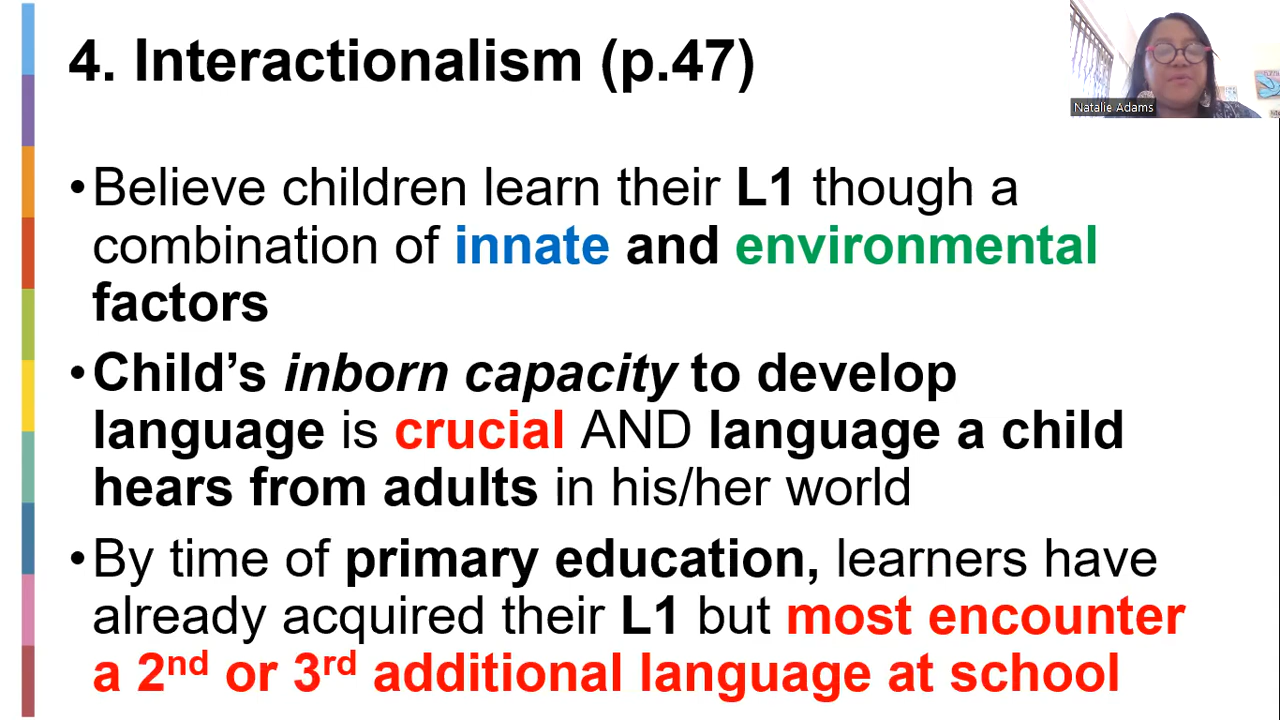 4. Interactionalism (p.47)
Natalie Adams
•Believe children learn their L1 though a
combination of innate and environmental
factors
•Child’s inborn capacity to develop
language is crucial AND language a child
hears from adults in his/her world
•By time of primary education, learners have
already acquired their L1 but most encounter
a 2nd or 3rd additional language at school